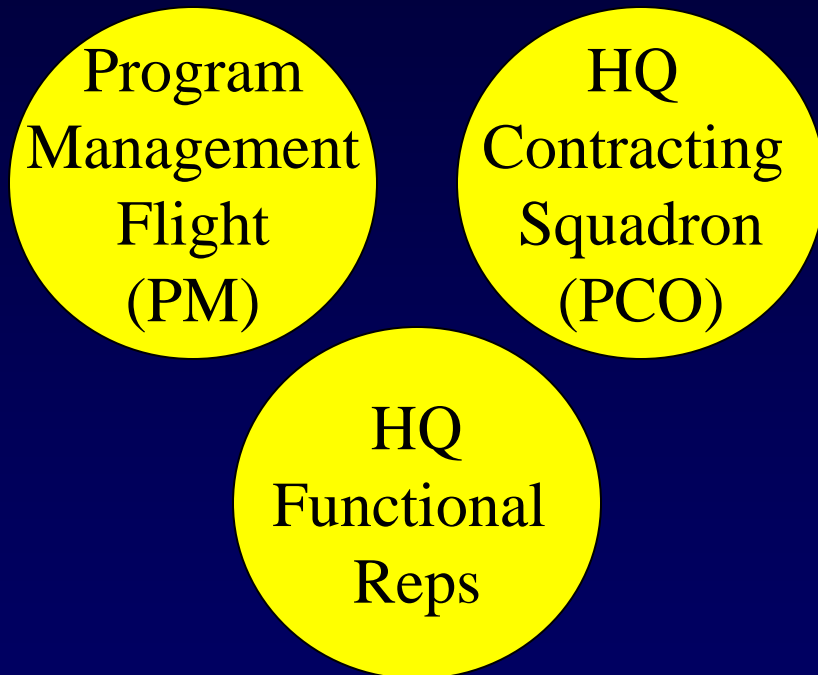 Program
Management
Flight
(PM)
HQ
Contracting
Squadron
(PCO)
HQ
Functional
Reps